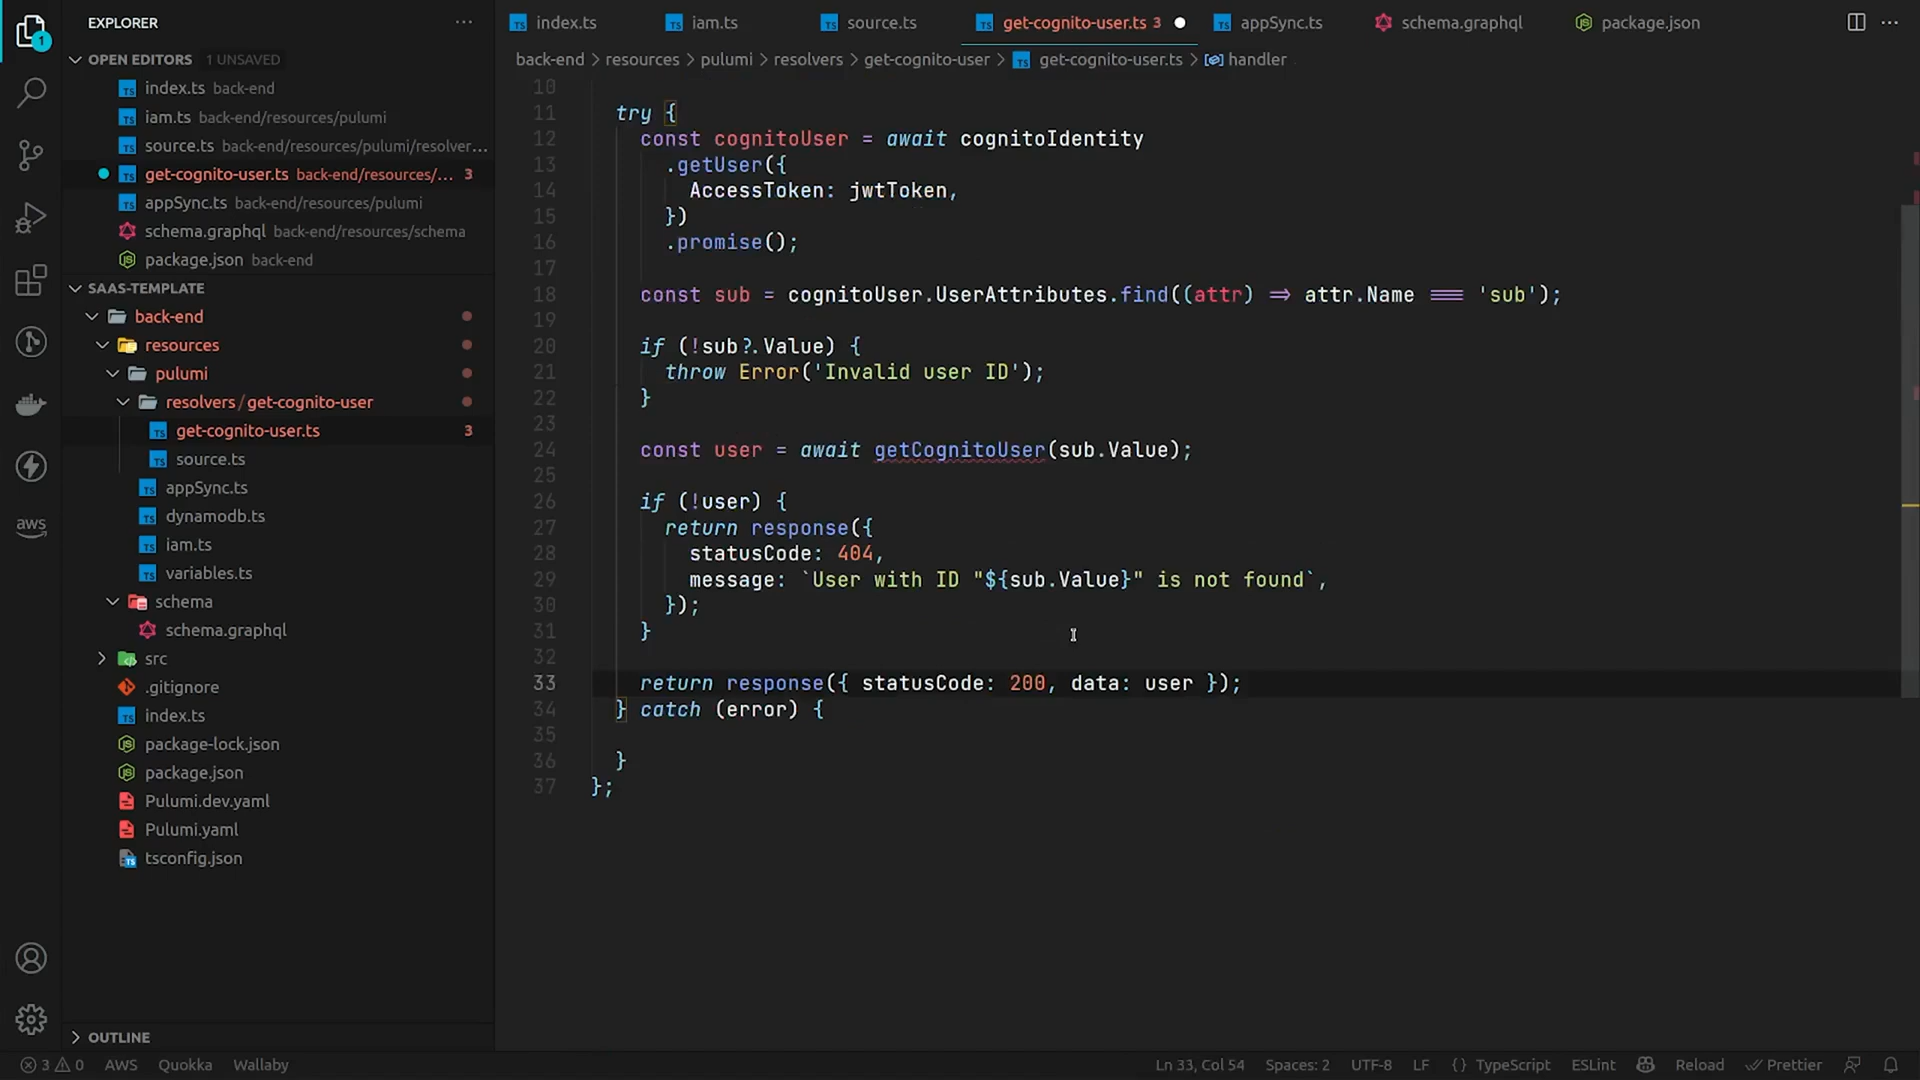 EXPLORER
OPEN EDITORS 1 UNSAVED
index.ts back-end
iam.ts back-end/resources/pulumi
source.ts back-end/resources/pulumi/resolver...
get-cognito-user.ts back-end/resources/... 3
appSync.ts back-end/resources/pulumi
schema.graphql back-end/resources/schema
package.json back-end
SAAS-TEMPLATE
back-end
resources
pulumi
resolvers / get-cognito-user
get-cognito-user.ts 3
source.ts
appSync.ts
dynamodb.ts
iam.ts
variables.ts
schema
schema.graphql
src
.gitignore
index.ts
package-lock.json
package.json
Pulumi.dev.yaml
Pulumi.yaml
tsconfig.json
OUTLINE
1
aws
index.ts iam.ts source.ts get-cognito-user.ts 3 appSync.ts schema.graphql package.json
back-end > resources > pulumi > resolvers > get-cognito-user > get-cognito-user.ts > handler
10
11 try {
12 const cognitoUser = await cognitoIdentity
13 .getUser({
14 AccessToken: jwtToken,
15 })
16 .promise();
17
18 const sub = cognitoUser.UserAttributes.find((attr) => attr.Name === 'sub');
19
20 if (!sub?.Value) {
21 throw Error('Invalid user ID');
22 }
23
24 const user = await getCognitoUser(sub.Value);
25
26 if (!user) {
27 return response({
28 statusCode: 404,
29 message: `User with ID "${sub.Value}" is not found`,
30 });
31 }
32
33 return response({ statusCode: 200, data: user });
34 } catch (error) {
35
36 }
37 };
3 0 AWS Quokka Wallaby Ln 33, Col 54 Spaces: 2 UTF-8 LF {} TypeScript ESLint Reload Prettier